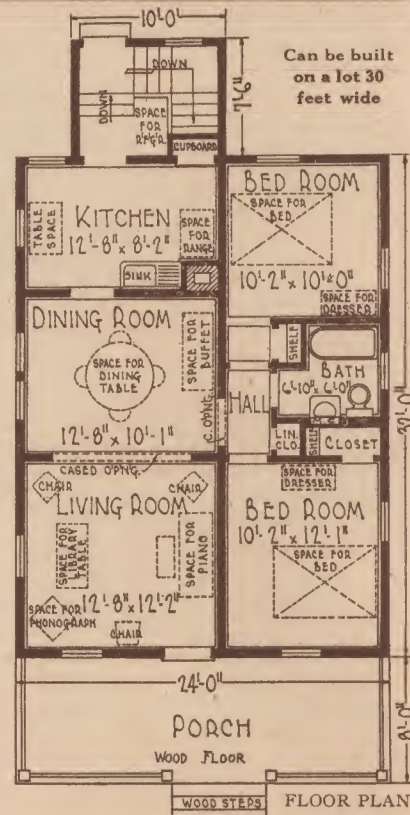 10'-0"
Can be built
on a lot 30
feet wide
DOWN
DOWN
7'-6"
SPACE
FOR
R'F'G'R
CUPBOARD
KITCHEN
12'-8" x 8'-2"
TABLE
SPACE
SPACE
FOR
RANGE
SINK
BED ROOM
SPACE FOR
BED
10'-2" x 10'-0"
SPACE FOR
DRESSER
DINING ROOM
SPACE FOR
DINING
TABLE
SPACE FOR
BUFFET
12'-8" x 10'-1"
C. OP'NG.
SHELF
BATH
6'-10" x 6'-0"
HALL
LIN.
CLO.
SHELF
CLOSET
32'-0"
CASED OP'NG.
LIVING ROOM
CHAIR
CHAIR
SPACE FOR
LIBRARY
TABLE
SPACE FOR
PIANO
12'-8" x 12'-2"
SPACE FOR
PHONOGRAPH
CHAIR
SPACE FOR
DRESSER
BED ROOM
10'-2" x 12'-1"
SPACE FOR
BED
24'-0"
PORCH
WOOD FLOOR
8'-0"
WOOD STEPS
FLOOR PLAN